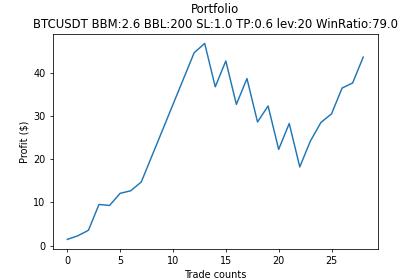 Portfolio
BTCUSDT BBM:2.6 BBL:200 SL:1.0 TP:0.6 lev:20 WinRatio:79.0
40
30
20
10
0
Profit ($)
0 5 10 15 20 25
Trade counts